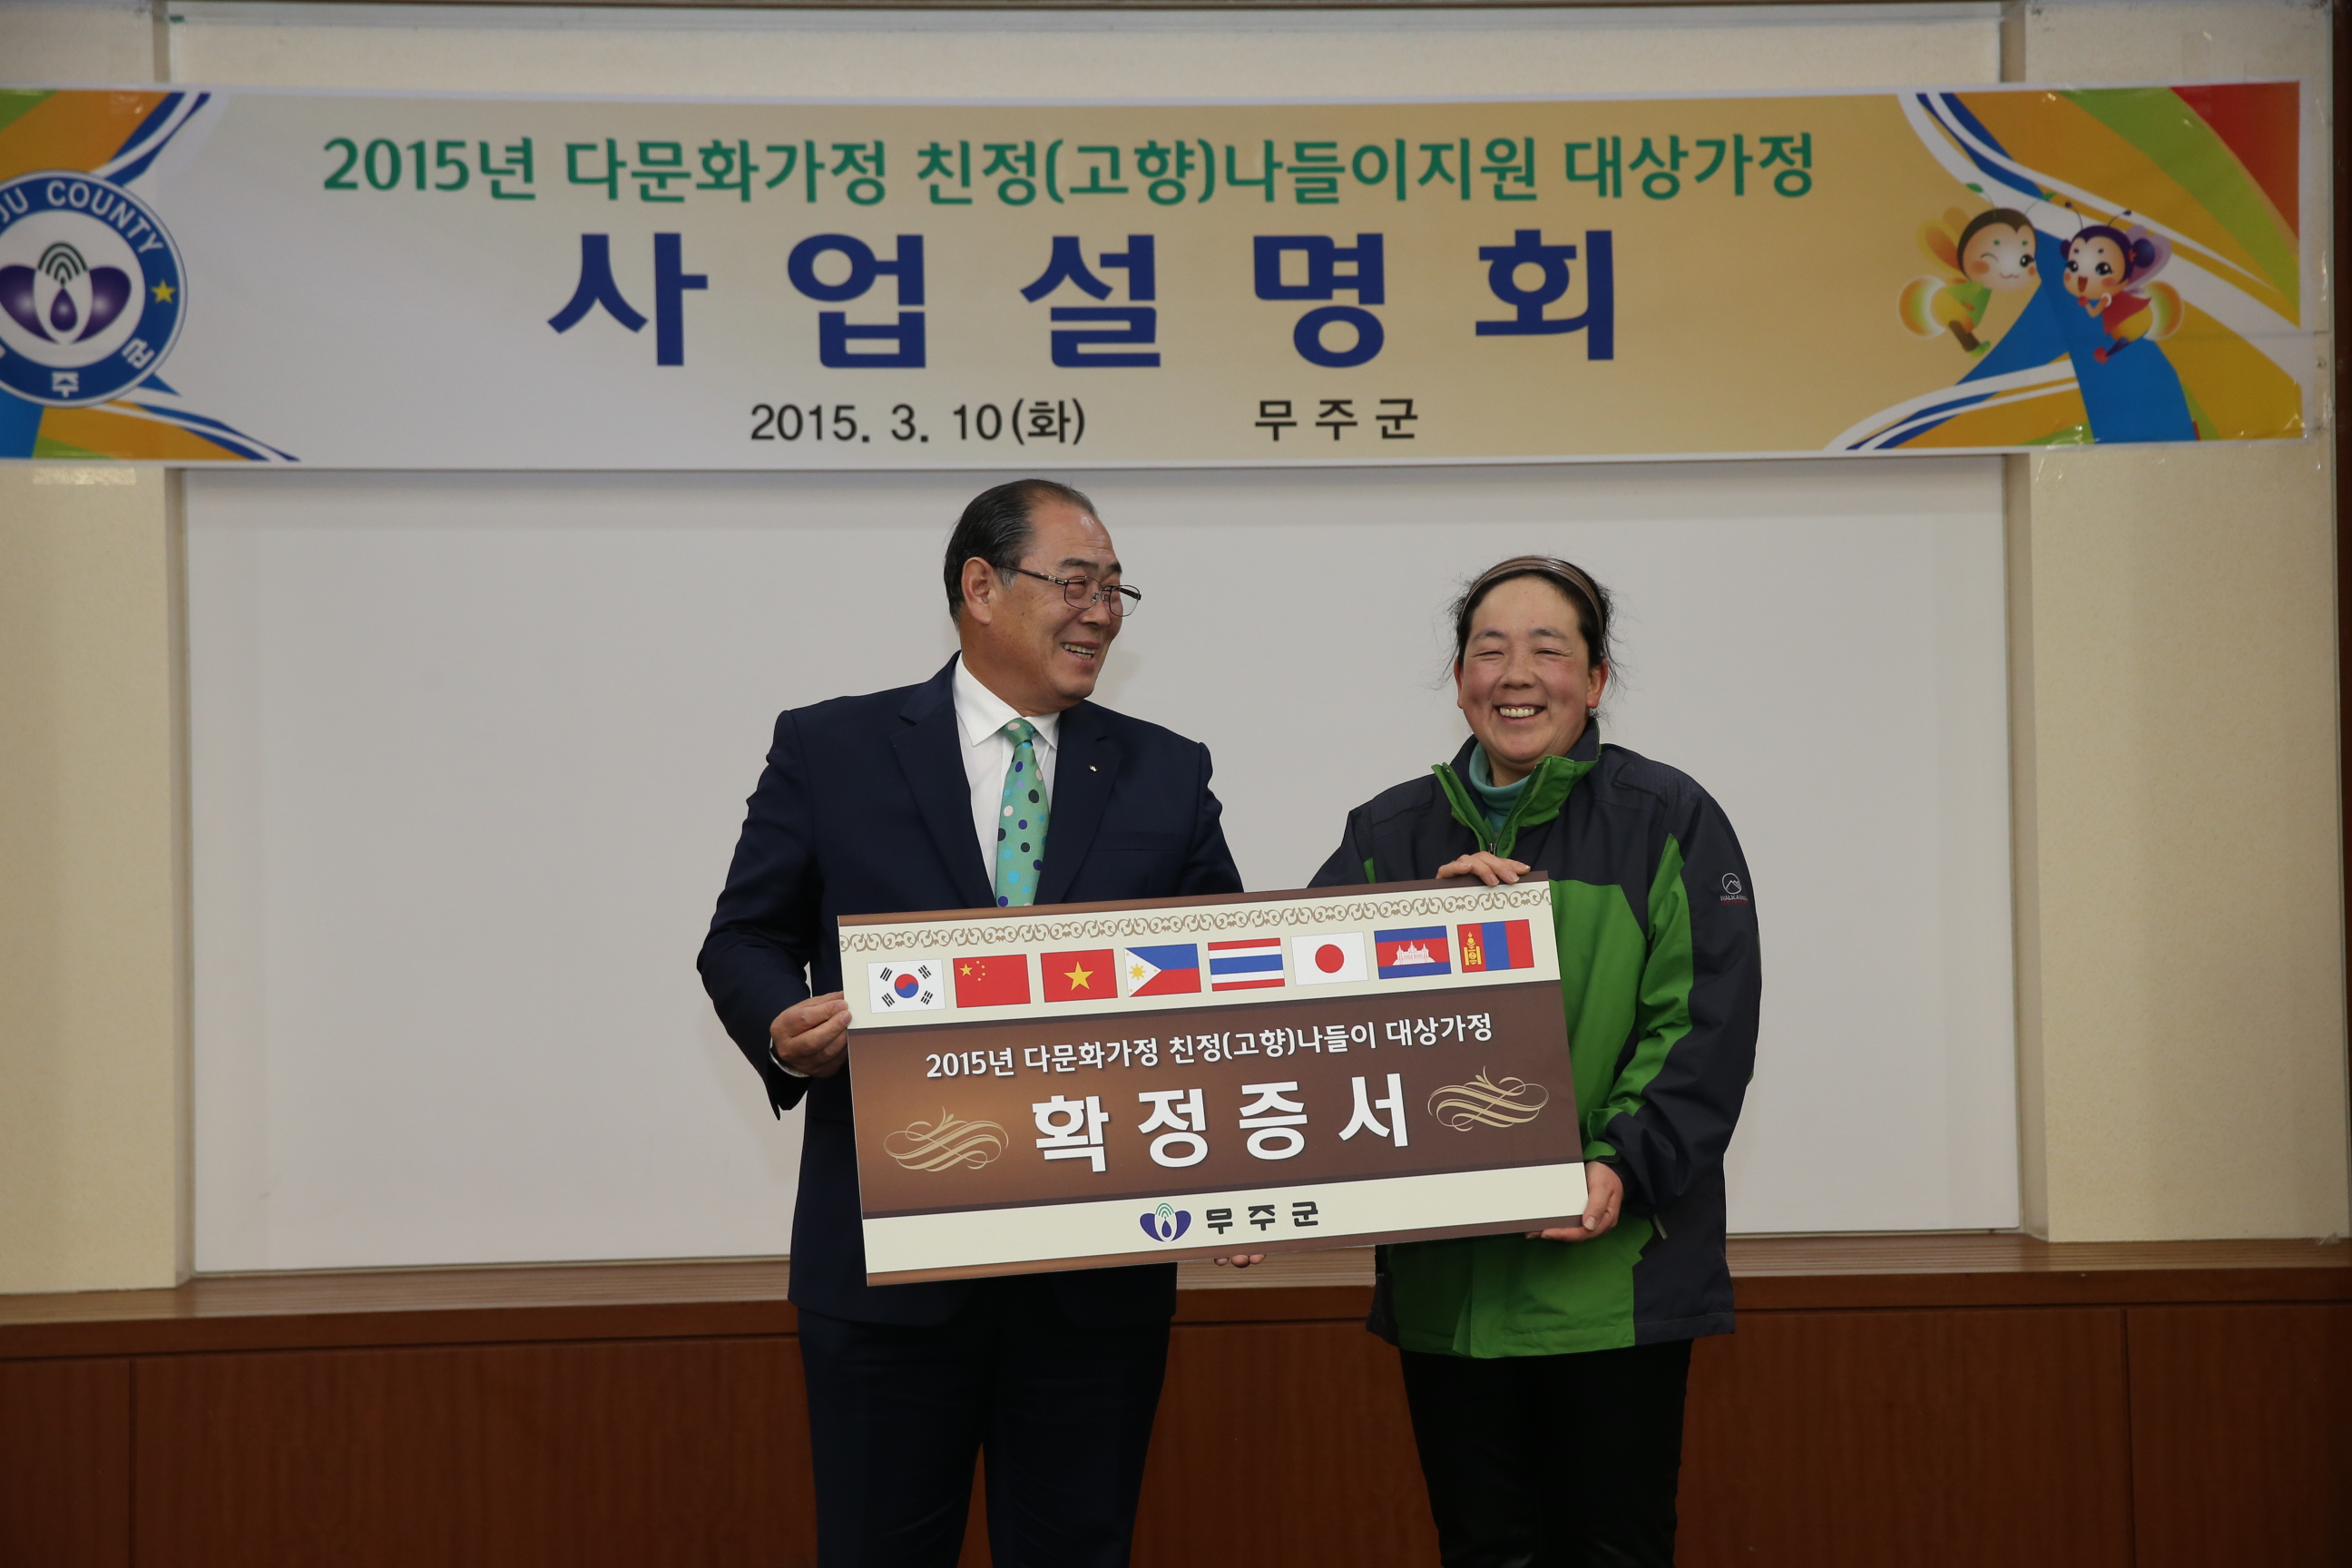 2015년 다문화가정 친정(고향)나들이지원 대상가정
사업설명회
2015. 3. 10(화) 무주군
JU COUNTY
주 군
2015년 다문화가정 친정(고향)나들이 대상가정
확정증서
무주군